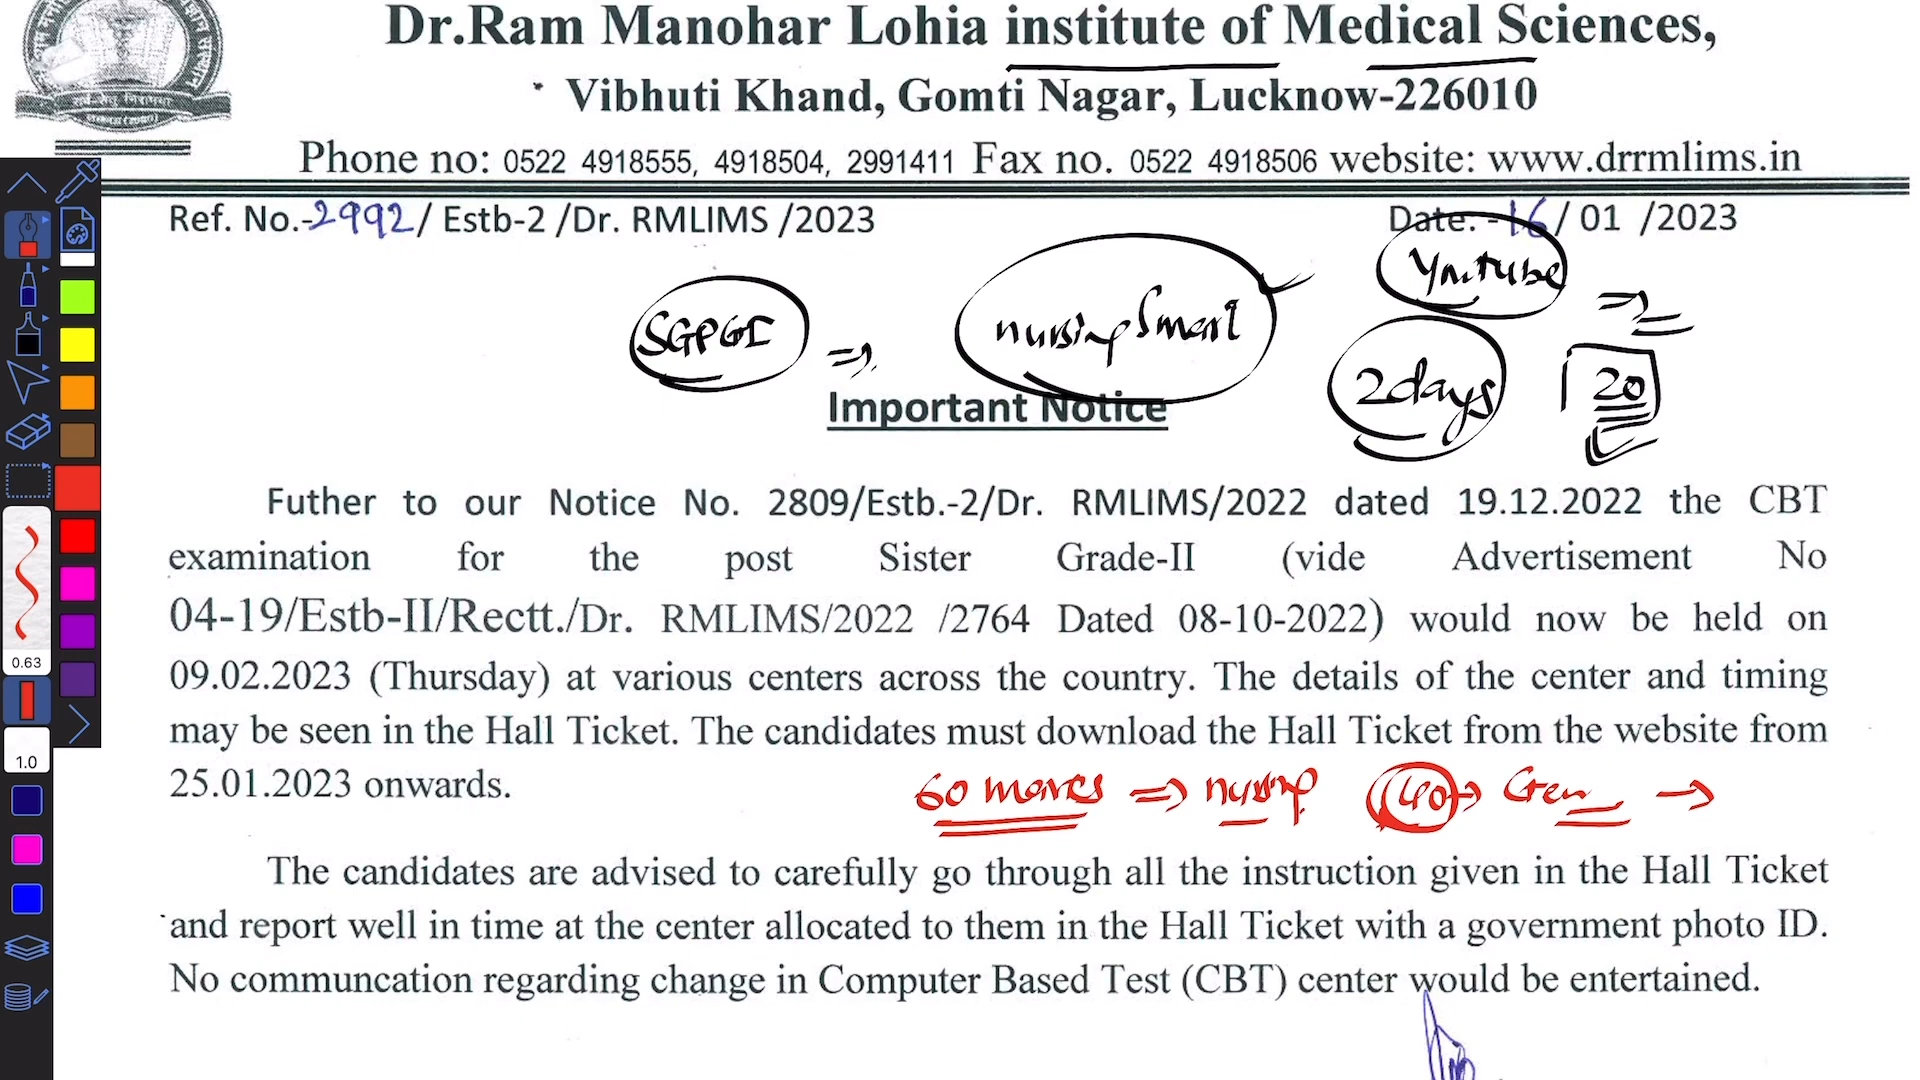 Dr.Ram Manohar Lohia institute of Medical Sciences,
Vibhuti Khand, Gomti Nagar, Lucknow-226010
Phone no: 0522 4918555, 4918504, 2991411 Fax no. 0522 4918506 website: www.drrmlims.in
Ref. No.-2992/ Estb-2 /Dr. RMLIMS /2023 Date: -16/ 01 /2023
Youtube
SGPGI => nursing Smart =>
2days 20
Important Notice
Futher to our Notice No. 2809/Estb.-2/Dr. RMLIMS/2022 dated 19.12.2022 the CBT
examination for the post Sister Grade-II (vide Advertisement No
04-19/Estb-II/Rectt./Dr. RMLIMS/2022 /2764 Dated 08-10-2022) would now be held on
09.02.2023 (Thursday) at various centers across the country. The details of the center and timing
may be seen in the Hall Ticket. The candidates must download the Hall Ticket from the website from
25.01.2023 onwards.
60 marks => nursing 40 → Gen →
The candidates are advised to carefully go through all the instruction given in the Hall Ticket
and report well in time at the center allocated to them in the Hall Ticket with a government photo ID.
No communcation regarding change in Computer Based Test (CBT) center would be entertained.
0.63
1.0